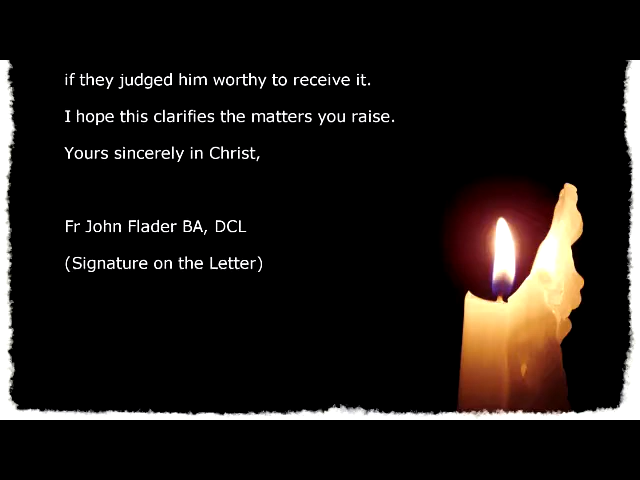 if they judged him worthy to receive it.
I hope this clarifies the matters you raise.
Yours sincerely in Christ,
Fr John Flader BA, DCL
(Signature on the Letter)